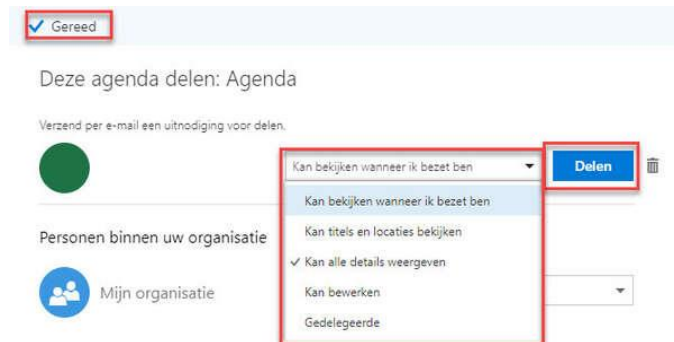 Gereed
Deze agenda delen: Agenda
Verzend per e-mail een uitnodiging voor delen.
Kan bekijken wanneer ik bezet ben
Delen
Kan bekijken wanneer ik bezet ben
Personen binnen uw organisatie
Kan titels en locaties bekijken
Kan alle details weergeven
Mijn organisatie
Kan bewerken
Gedelegeerde